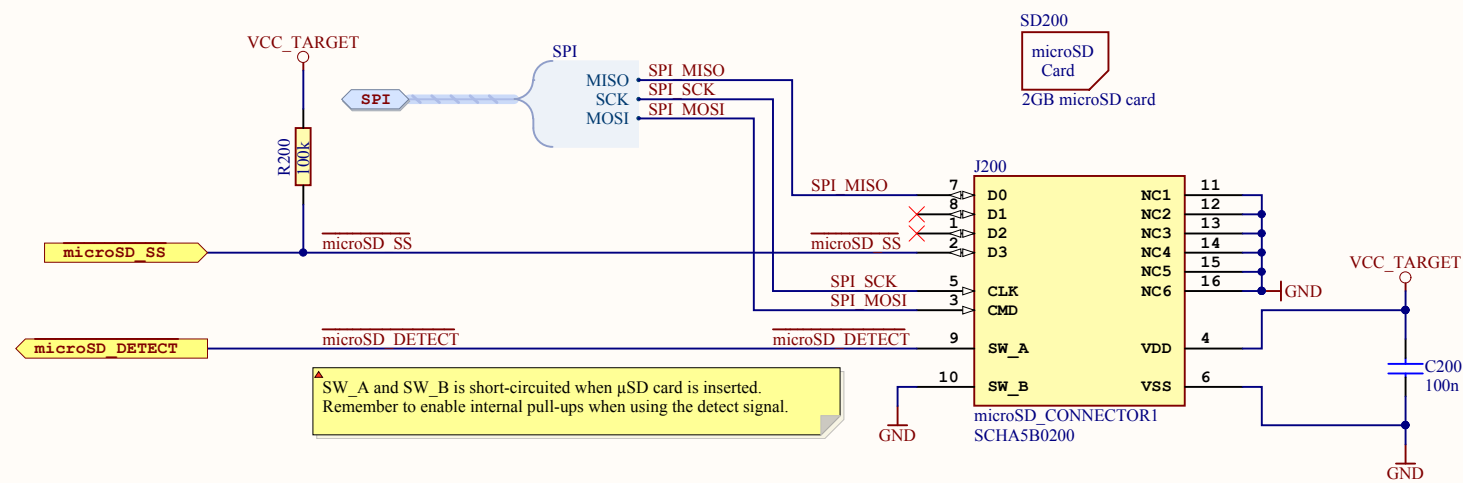 SD200
microSD
Card
2GB microSD card
VCC_TARGET
R200
100k
SPI
SPI
MISO
SCK
MOSI
SPI_MISO
SPI_SCK
SPI_MOSI
J200
SPI_MISO
7
D0
NC1
11
8
D1
NC2
12
1
D2
NC3
13
microSD_SS
microSD_SS
microSD_SS
2
D3
NC4
14
NC5
15
SPI_SCK
5
CLK
NC6
16
GND
SPI_MOSI
3
CMD
VCC_TARGET
microSD_DETECT
microSD_DETECT
microSD_DETECT
9
SW_A
VDD
4
10
SW_B
VSS
6
C200
100n
SW_A and SW_B is short-circuited when µSD card is inserted.
Remember to enable internal pull-ups when using the detect signal.
GND
microSD_CONNECTOR1
SCHA5B0200
GND